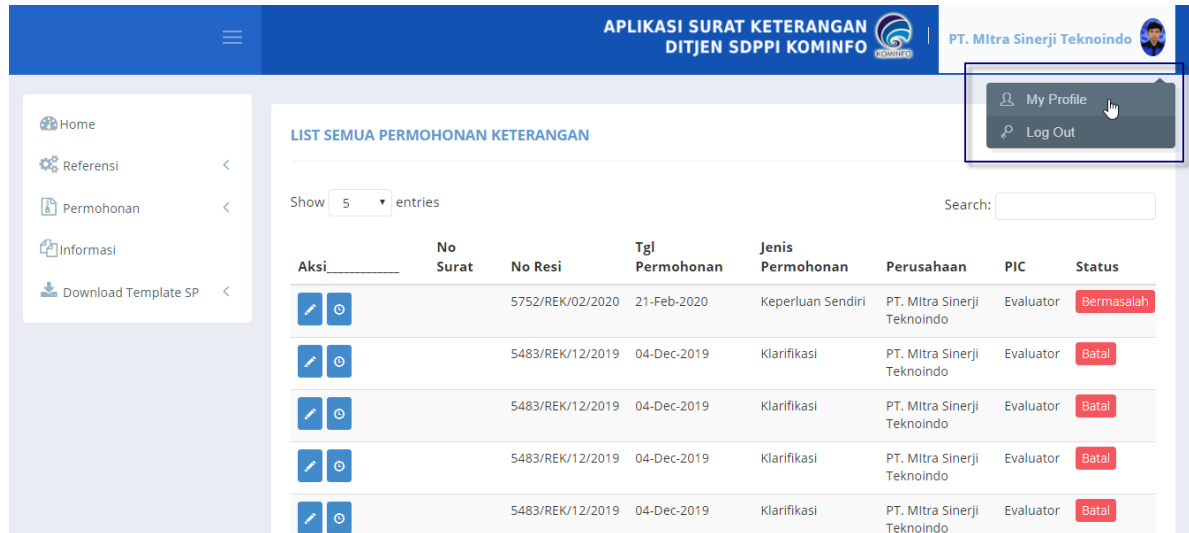 APLIKASI SURAT KETERANGAN
DITJEN SDPPI KOMINFO
KOMINFO
PT. MItra Sinerji Teknoindo
My Profile
Log Out
Home
Referensi
Permohonan
Informasi
Download Template SP
LIST SEMUA PERMOHONAN KETERANGAN
Show 5 entries
Search:
Aksi____________ No Surat No Resi Tgl Permohonan Jenis Permohonan Perusahaan PIC Status
5752/REK/02/2020 21-Feb-2020 Keperluan Sendiri PT. MItra Sinerji Evaluator Bermasalah
Teknoindo
5483/REK/12/2019 04-Dec-2019 Klarifikasi PT. MItra Sinerji Evaluator Batal
Teknoindo
5483/REK/12/2019 04-Dec-2019 Klarifikasi PT. MItra Sinerji Evaluator Batal
Teknoindo
5483/REK/12/2019 04-Dec-2019 Klarifikasi PT. MItra Sinerji Evaluator Batal
Teknoindo
5483/REK/12/2019 04-Dec-2019 Klarifikasi PT. MItra Sinerji Evaluator Batal
Teknoindo